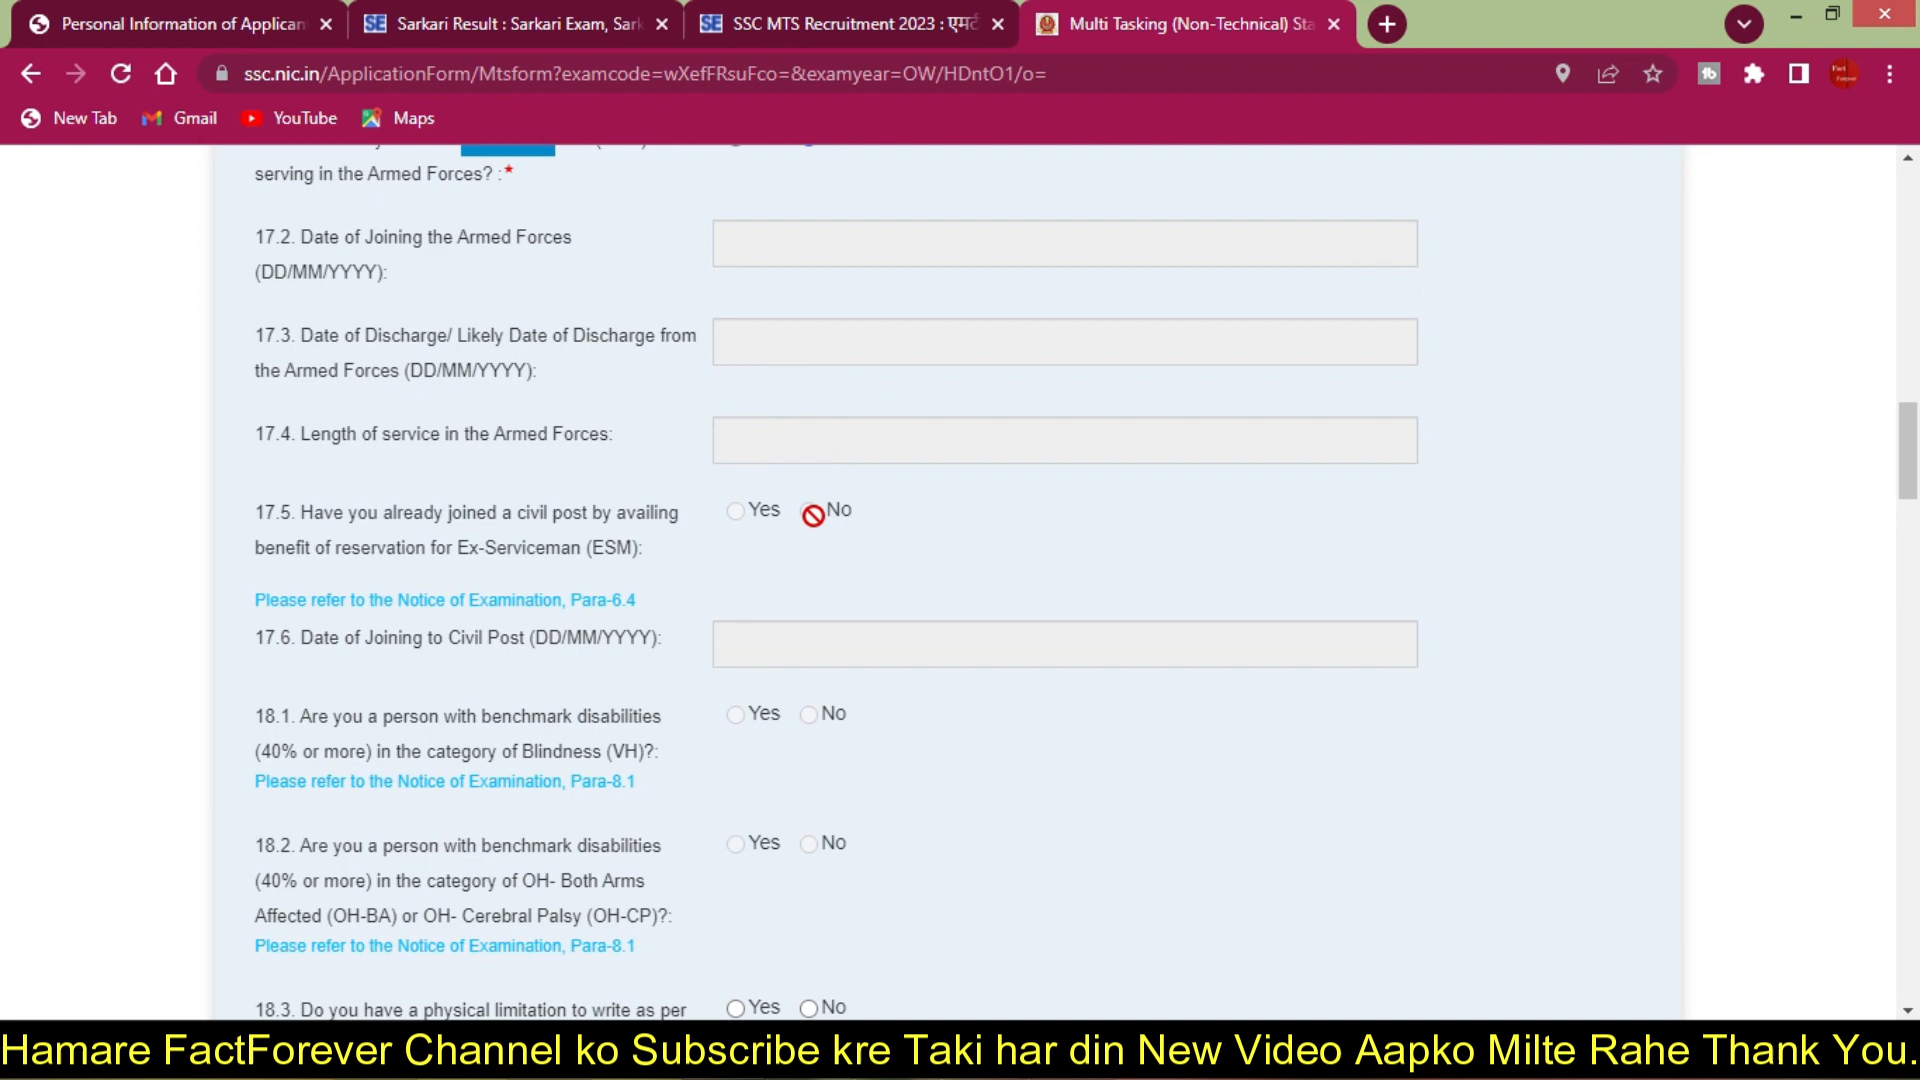 Personal Information of Applican
Sarkari Result : Sarkari Exam, Sark
SSC MTS Recruitment 2023 : एमटी
Multi Tasking (Non-Technical) Sta
ssc.nic.in/ApplicationForm/Mtsform?examcode=wXefFRsuFco=&examyear=OW/HDntO1/o=
New Tab
Gmail
YouTube
Maps
serving in the Armed Forces? :*
17.2. Date of Joining the Armed Forces
(DD/MM/YYYY):
17.3. Date of Discharge/ Likely Date of Discharge from
the Armed Forces (DD/MM/YYYY):
17.4. Length of service in the Armed Forces:
17.5. Have you already joined a civil post by availing
benefit of reservation for Ex-Serviceman (ESM):
Yes No
Please refer to the Notice of Examination, Para-6.4
17.6. Date of Joining to Civil Post (DD/MM/YYYY):
18.1. Are you a person with benchmark disabilities
(40% or more) in the category of Blindness (VH)?:
Yes No
Please refer to the Notice of Examination, Para-8.1
18.2. Are you a person with benchmark disabilities
(40% or more) in the category of OH- Both Arms
Affected (OH-BA) or OH- Cerebral Palsy (OH-CP)?:
Yes No
Please refer to the Notice of Examination, Para-8.1
18.3. Do you have a physical limitation to write as per
Yes No
Hamare FactForever Channel ko Subscribe kre Taki har din New Video Aapko Milte Rahe Thank You.